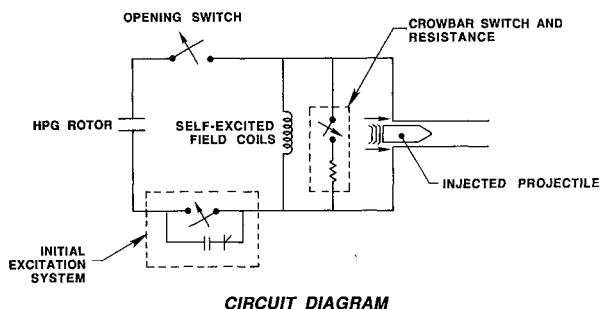 OPENING SWITCH
CROWBAR SWITCH AND
RESISTANCE
HPG ROTOR
SELF-EXCITED
FIELD COILS
INJECTED PROJECTILE
INITIAL
EXCITATION
SYSTEM
CIRCUIT DIAGRAM